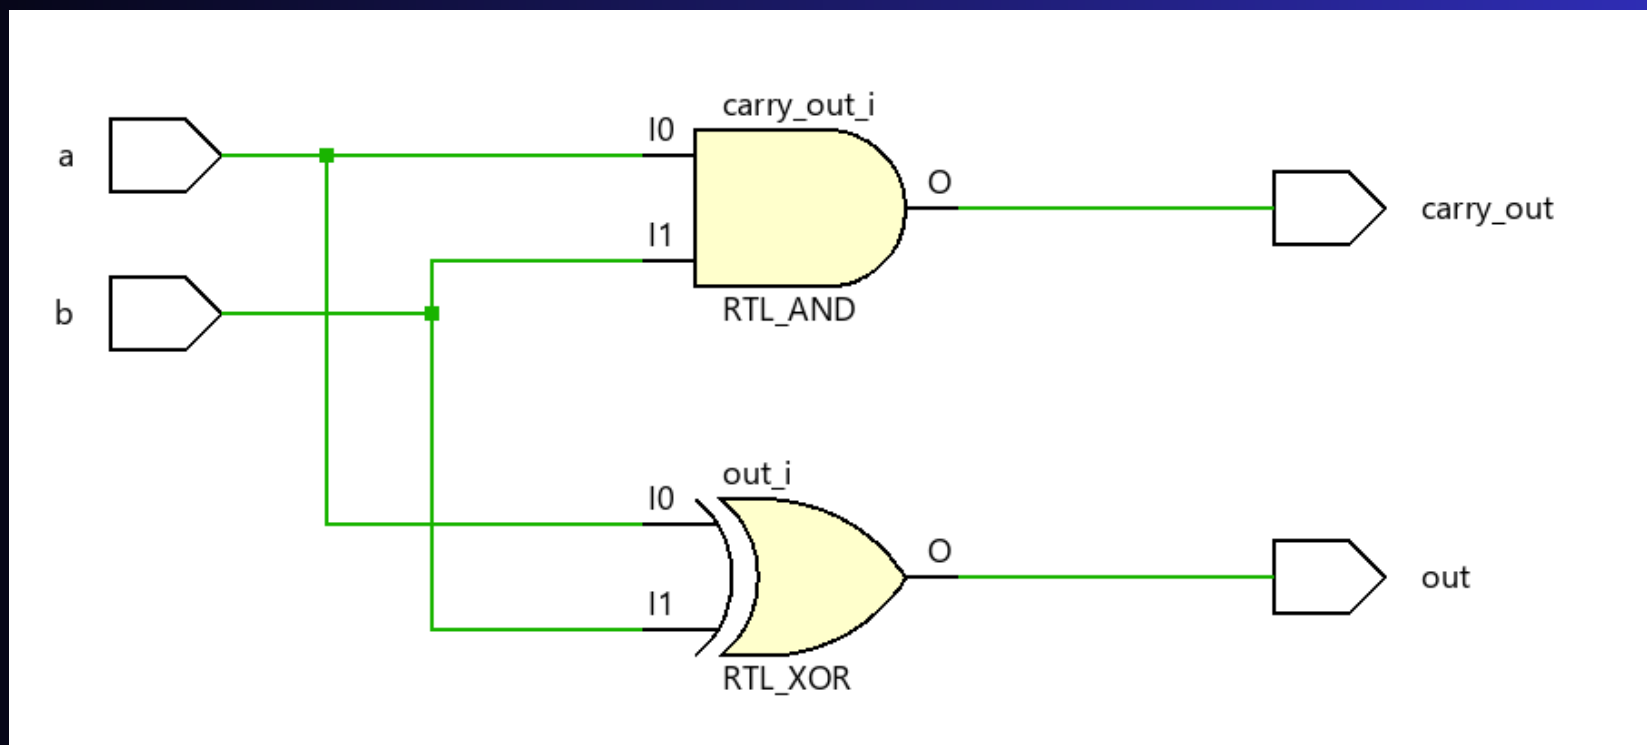 carry_out_i
a
I0
O
carry_out
I1
b
RTL_AND
out_i
I0
O
out
I1
RTL_XOR